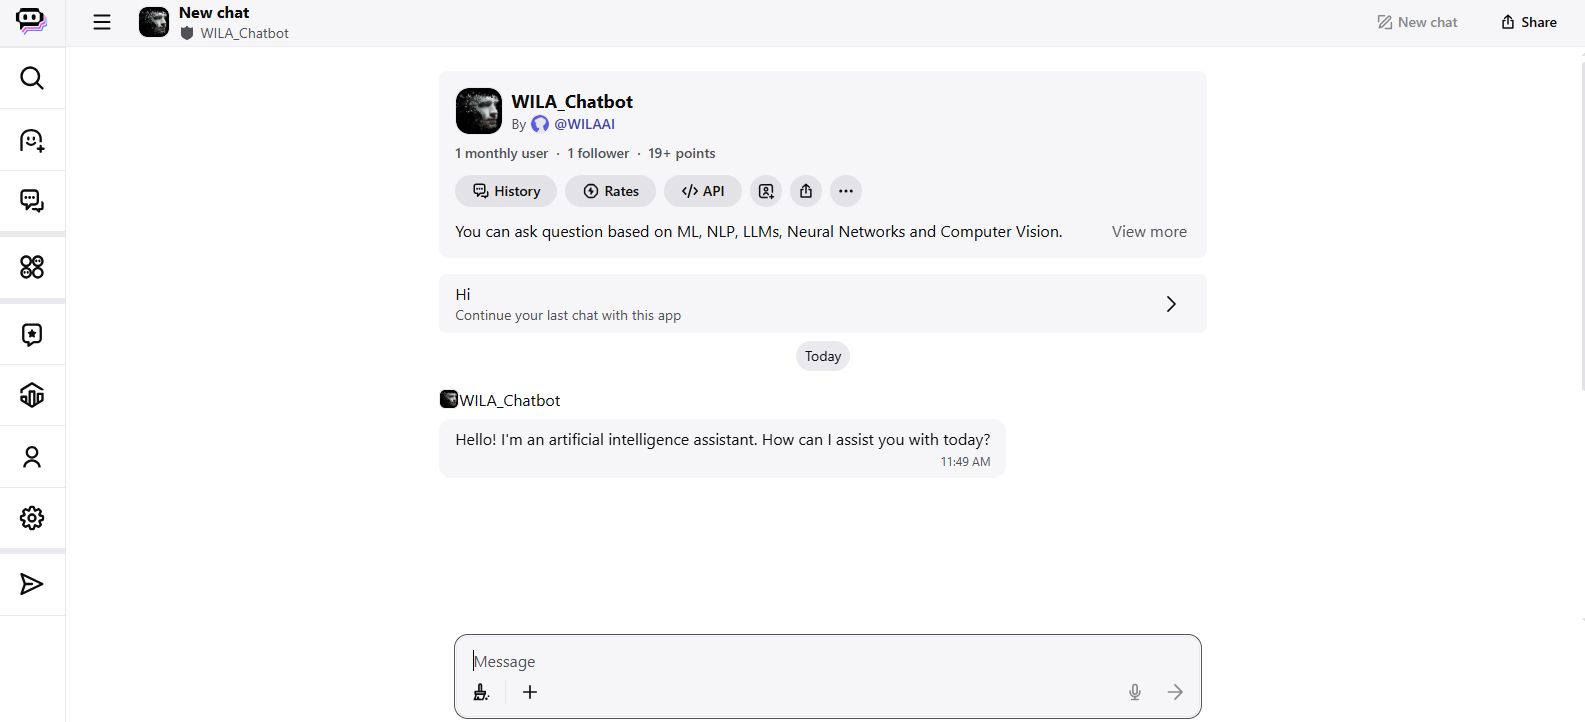 New chat
WILA_Chatbot
New chat
Share
WILA_Chatbot
By @WILAAI
1 monthly user · 1 follower · 19+ points
History
Rates
</> API
You can ask question based on ML, NLP, LLMs, Neural Networks and Computer Vision.
View more
Hi
Continue your last chat with this app
Today
WILA_Chatbot
Hello! I'm an artificial intelligence assistant. How can I assist you with today?
11:49 AM
Message